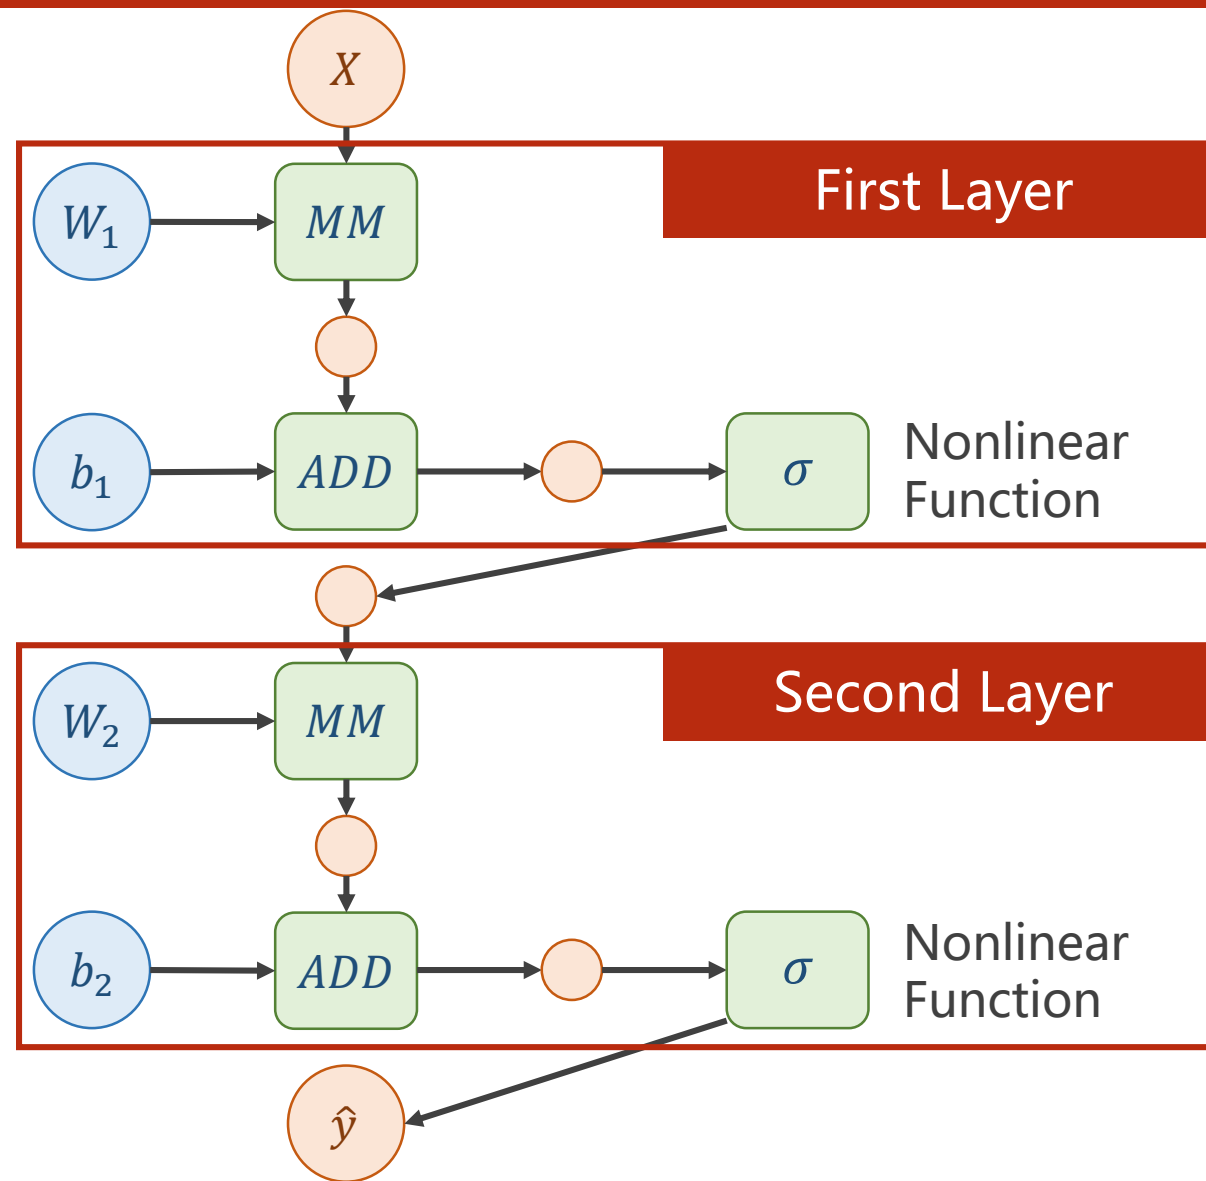 X
First Layer
W₁
MM
b₁
ADD
σ
Nonlinear
Function
Second Layer
W₂
MM
b₂
ADD
σ
Nonlinear
Function
ŷ